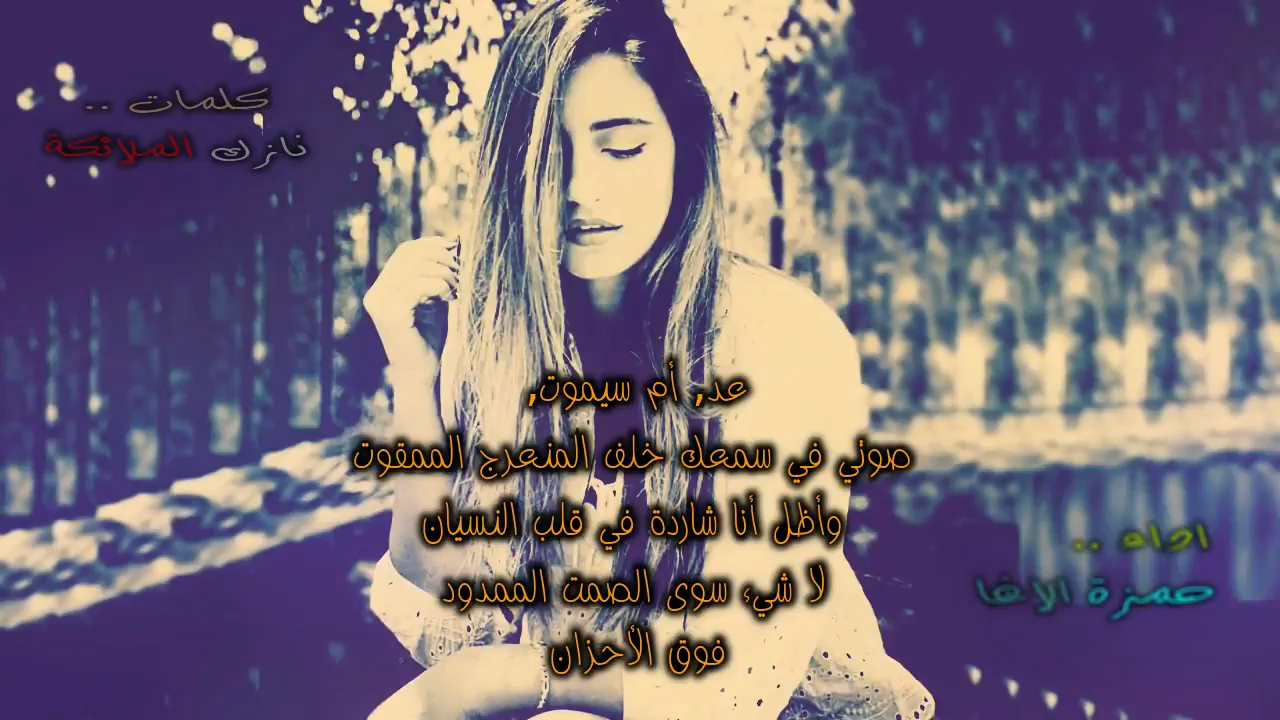 كلمات ..
نازك الملائكة
عد, أم سيموت,
صوتي في سمعك خلف المنعرج الممقوت
وأظل أنا شاردة في قلب النسيان
لا شيء سوى الصمت الممدود
فوق الأحزان
اداء ..
حمزة الاغا